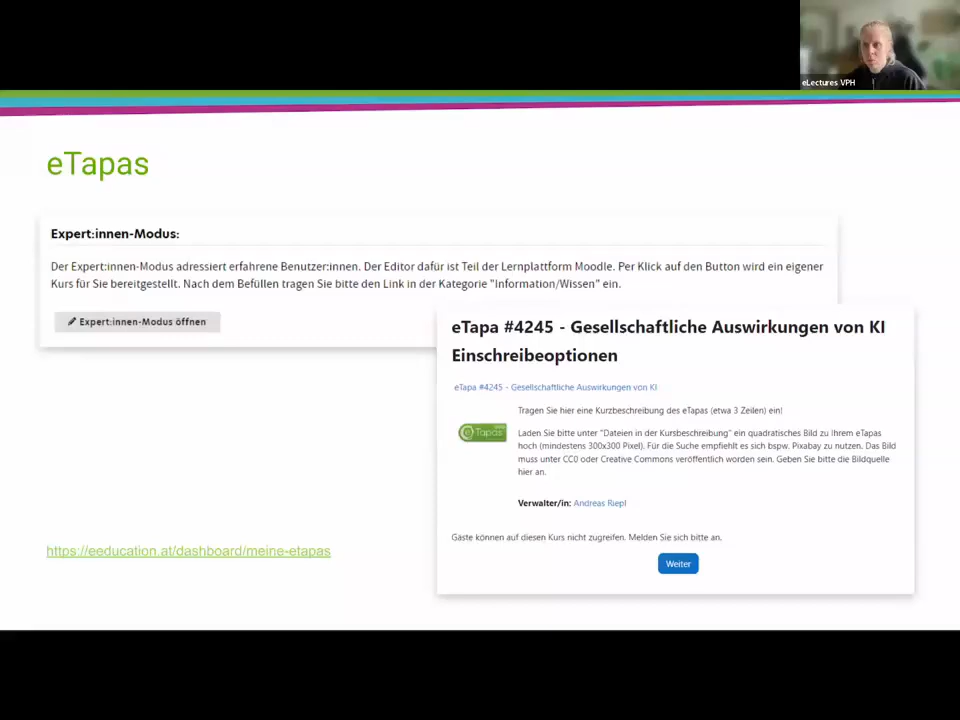 eLectures VPH
eTapas
Expert:innen-Modus:
Der Expert:innen-Modus adressiert erfahrene Benutzer:innen. Der Editor dafür ist Teil der Lernplattform Moodle. Per Klick auf den Button wird ein eigener
Kurs für Sie bereitgestellt. Nach dem Befüllen tragen Sie bitte den Link in der Kategorie "Information/Wissen" ein.
Expert:innen-Modus öffnen
eTapa #4245 - Gesellschaftliche Auswirkungen von KI
Einschreibeoptionen
eTapa #4245 - Gesellschaftliche Auswirkungen von KI
Tragen Sie hier eine Kurzbeschreibung des eTapas (etwa 3 Zeilen) ein!
eTapas
Laden Sie bitte unter "Dateien in der Kursbeschreibung" ein quadratisches Bild zu Ihrem eTapas
hoch (mindestens 300x300 Pixel). Für die Suche empfiehlt es sich bspw. Pixabay zu nutzen. Das Bild
muss unter CC0 oder Creative Commons veröffentlich worden sein. Geben Sie bitte die Bildquelle
hier an.
Verwalter/in: Andreas Riepl
Gäste können auf diesen Kurs nicht zugreifen. Melden Sie sich bitte an.
Weiter
https://eeducation.at/dashboard/meine-etapas